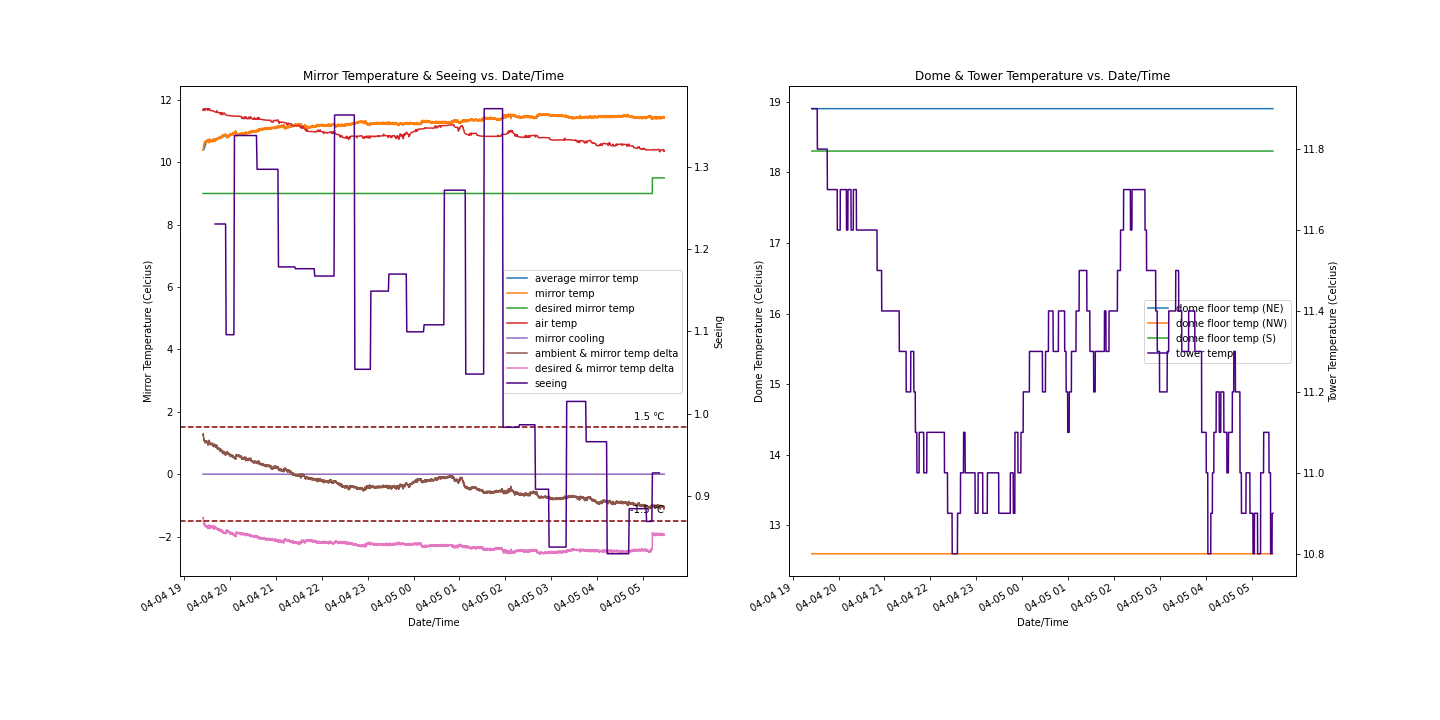 Mirror Temperature & Seeing vs. Date/Time
12
10
8
6
4
2
0
−2
Mirror Temperature (Celcius)
1.3
1.2
1.1
1.0
0.9
Seeing
average mirror temp
mirror temp
desired mirror temp
air temp
mirror cooling
ambient & mirror temp delta
desired & mirror temp delta
seeing
1.5 °C
-1.5 °C
04-04 19
04-04 20
04-04 21
04-04 22
04-04 23
04-05 00
04-05 01
04-05 02
04-05 03
04-05 04
04-05 05
Date/Time
Dome & Tower Temperature vs. Date/Time
19
18
17
16
15
14
13
Dome Temperature (Celcius)
11.8
11.6
11.4
11.2
11.0
10.8
Tower Temperature (Celcius)
dome floor temp (NE)
dome floor temp (NW)
dome floor temp (S)
tower temp
04-04 19
04-04 20
04-04 21
04-04 22
04-04 23
04-05 00
04-05 01
04-05 02
04-05 03
04-05 04
04-05 05
Date/Time